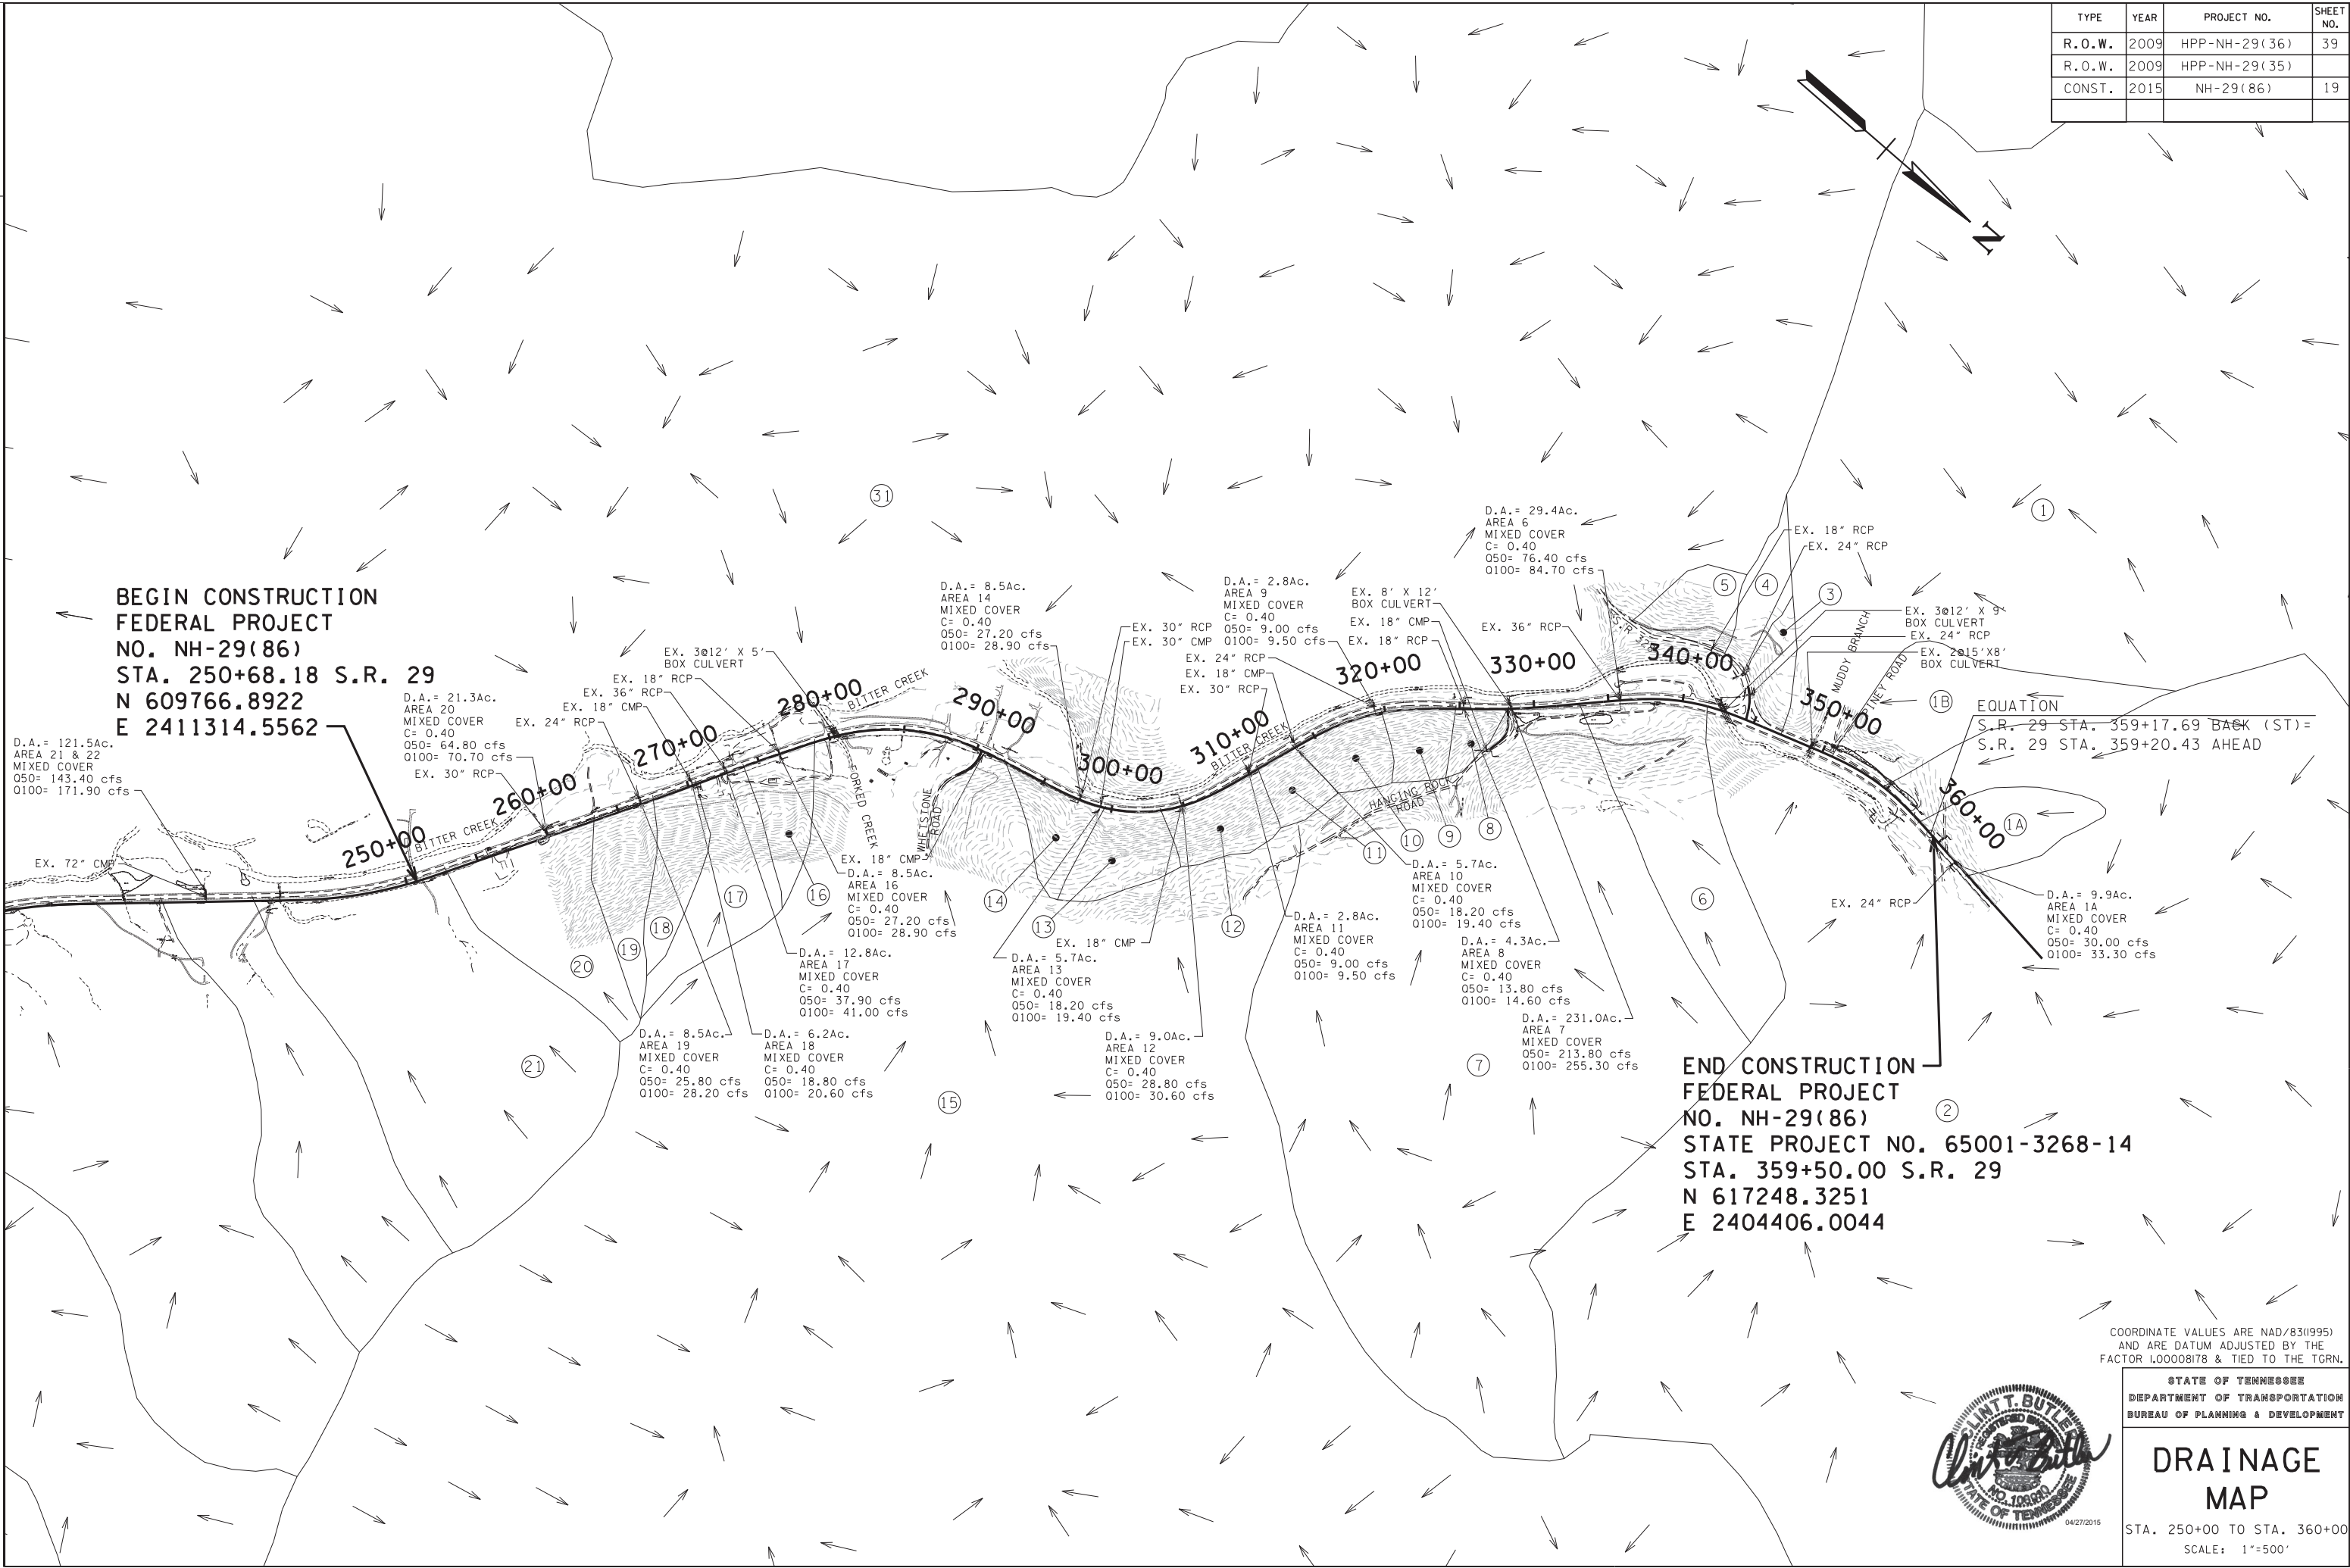 TYPE YEAR PROJECT NO. SHEET NO.
R.O.W. 2009 HPP-NH-29(36) 39
R.O.W. 2009 HPP-NH-29(35)
CONST. 2015 NH-29(86) 19
N
31
1
BEGIN CONSTRUCTION
FEDERAL PROJECT
NO. NH-29(86)
STA. 250+68.18 S.R. 29
N 609766.8922
E 2411314.5562
D.A.= 121.5Ac.
AREA 21 & 22
MIXED COVER
Q50= 143.40 cfs
Q100= 171.90 cfs
EX. 72" CMP
D.A.= 21.3Ac.
AREA 20
MIXED COVER
C= 0.40
Q50= 64.80 cfs
Q100= 70.70 cfs
EX. 30" RCP
EX. 24" RCP
EX. 18" CMP
EX. 36" RCP
EX. 18" RCP
EX. 3@12' X 5'
BOX CULVERT
250+00
BITTER CREEK
260+00
270+00
280+00
BITTER CREEK
290+00
300+00
310+00
BITTER CREEK
320+00
330+00
340+00
350+00
360+00
FORKED CREEK
WHETSTONE
ROAD
HANGING ROCK
ROAD
S.R. 328
MUDDY BRANCH
PINEY ROAD
D.A.= 8.5Ac.
AREA 14
MIXED COVER
C= 0.40
Q50= 27.20 cfs
Q100= 28.90 cfs
EX. 30" RCP
EX. 30" CMP
D.A.= 2.8Ac.
AREA 9
MIXED COVER
C= 0.40
Q50= 9.00 cfs
Q100= 9.50 cfs
EX. 24" RCP
EX. 18" CMP
EX. 30" RCP
EX. 8' X 12'
BOX CULVERT
EX. 18" CMP
EX. 18" RCP
D.A.= 29.4Ac.
AREA 6
MIXED COVER
C= 0.40
Q50= 76.40 cfs
Q100= 84.70 cfs
EX. 36" RCP
EX. 18" RCP
EX. 24" RCP
5
4
3
EX. 3@12' X 9'
BOX CULVERT
EX. 24" RCP
EX. 2@15'X8'
BOX CULVERT
1B
EQUATION
S.R. 29 STA. 359+17.69 BACK (ST)=
S.R. 29 STA. 359+20.43 AHEAD
1A
D.A.= 9.9Ac.
AREA 1A
MIXED COVER
C= 0.40
Q50= 30.00 cfs
Q100= 33.30 cfs
EX. 24" RCP
EX. 18" CMP
D.A.= 8.5Ac.
AREA 16
MIXED COVER
C= 0.40
Q50= 27.20 cfs
Q100= 28.90 cfs
20
19
18
17
16
14
13
12
11
10
9
8
6
D.A.= 12.8Ac.
AREA 17
MIXED COVER
C= 0.40
Q50= 37.90 cfs
Q100= 41.00 cfs
D.A.= 8.5Ac.
AREA 19
MIXED COVER
C= 0.40
Q50= 25.80 cfs
Q100= 28.20 cfs
D.A.= 6.2Ac.
AREA 18
MIXED COVER
C= 0.40
Q50= 18.80 cfs
Q100= 20.60 cfs
EX. 18" CMP
D.A.= 5.7Ac.
AREA 13
MIXED COVER
C= 0.40
Q50= 18.20 cfs
Q100= 19.40 cfs
D.A.= 9.0Ac.
AREA 12
MIXED COVER
C= 0.40
Q50= 28.80 cfs
Q100= 30.60 cfs
D.A.= 2.8Ac.
AREA 11
MIXED COVER
C= 0.40
Q50= 9.00 cfs
Q100= 9.50 cfs
D.A.= 5.7Ac.
AREA 10
MIXED COVER
C= 0.40
Q50= 18.20 cfs
Q100= 19.40 cfs
D.A.= 4.3Ac.
AREA 8
MIXED COVER
C= 0.40
Q50= 13.80 cfs
Q100= 14.60 cfs
D.A.= 231.0Ac.
AREA 7
MIXED COVER
Q50= 213.80 cfs
Q100= 255.30 cfs
21
15
7
2
END CONSTRUCTION
FEDERAL PROJECT
NO. NH-29(86)
STATE PROJECT NO. 65001-3268-14
STA. 359+50.00 S.R. 29
N 617248.3251
E 2404406.0044
COORDINATE VALUES ARE NAD/83(1995)
AND ARE DATUM ADJUSTED BY THE
FACTOR 1.00008178 & TIED TO THE TGRN.
STATE OF TENNESSEE
DEPARTMENT OF TRANSPORTATION
BUREAU OF PLANNING & DEVELOPMENT
DRAINAGE
MAP
STA. 250+00 TO STA. 360+00
SCALE: 1"=500'
CLINT T. BUTLER
STATE OF TENNESSEE
Clint T. Butler
04/27/2015